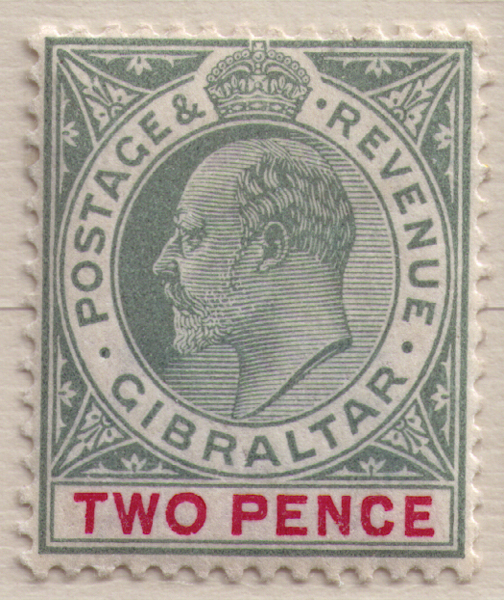 POSTAGE & REVENUE
GIBRALTAR
TWO PENCE